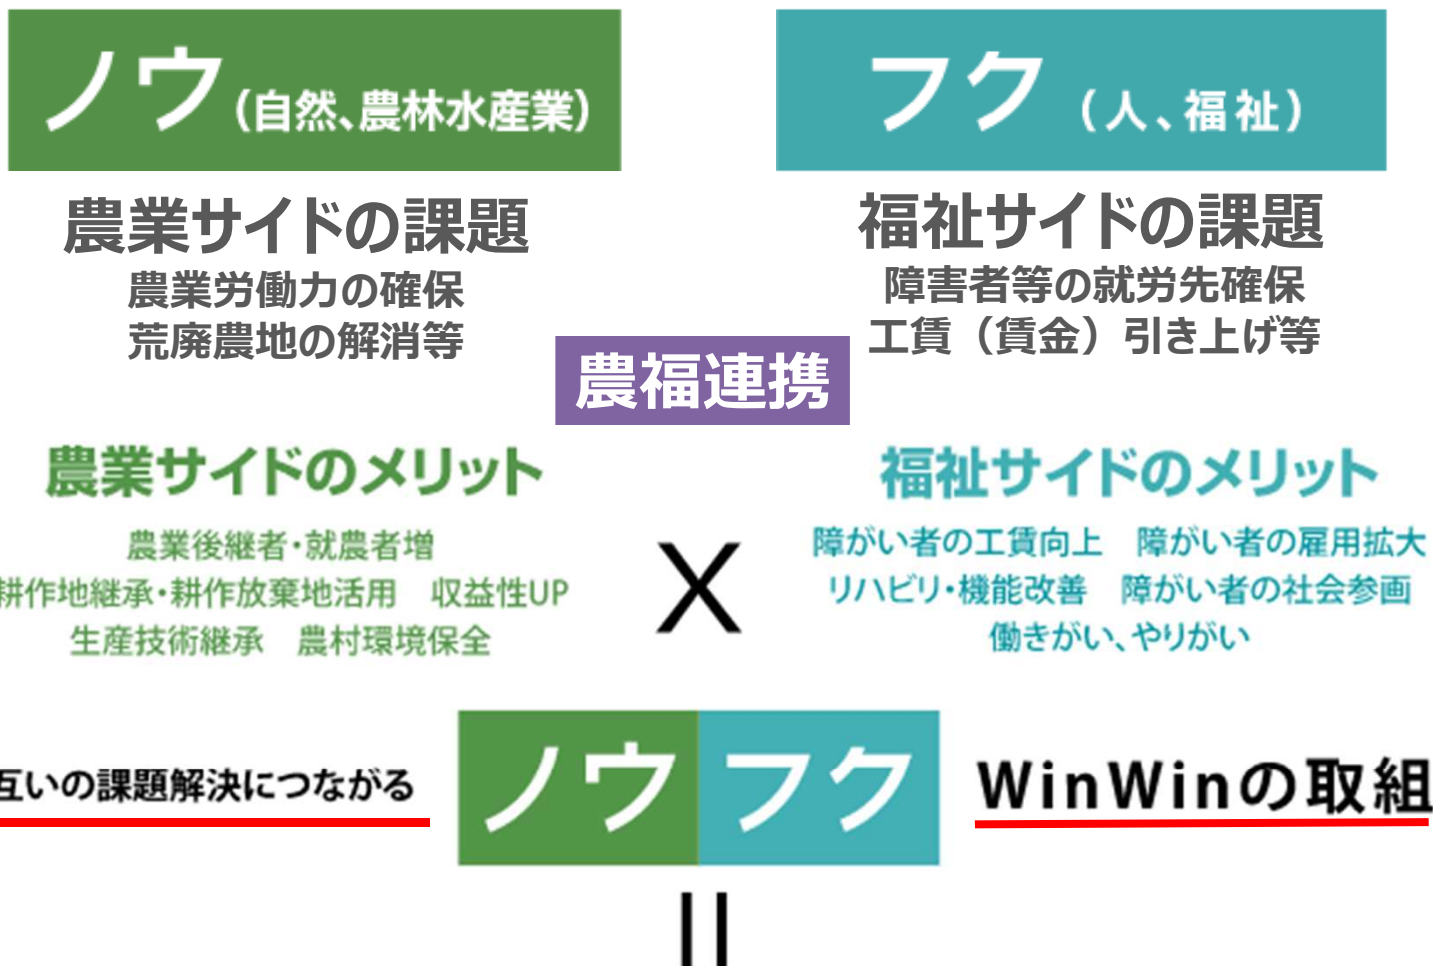 ノウ(自然、農林水産業)
フク(人、福祉)
農業サイドの課題
農業労働力の確保
荒廃農地の解消等
福祉サイドの課題
障害者等の就労先確保
工賃(賃金)引き上げ等
農福連携
農業サイドのメリット
農業後継者・就農者増
耕作地継承・耕作放棄地活用 収益性UP
生産技術継承 農村環境保全
X
福祉サイドのメリット
障がい者の工賃向上 障がい者の雇用拡大
リハビリ・機能改善 障がい者の社会参画
働きがい、やりがい
互いの課題解決につながる
ノウフク
WinWinの取組